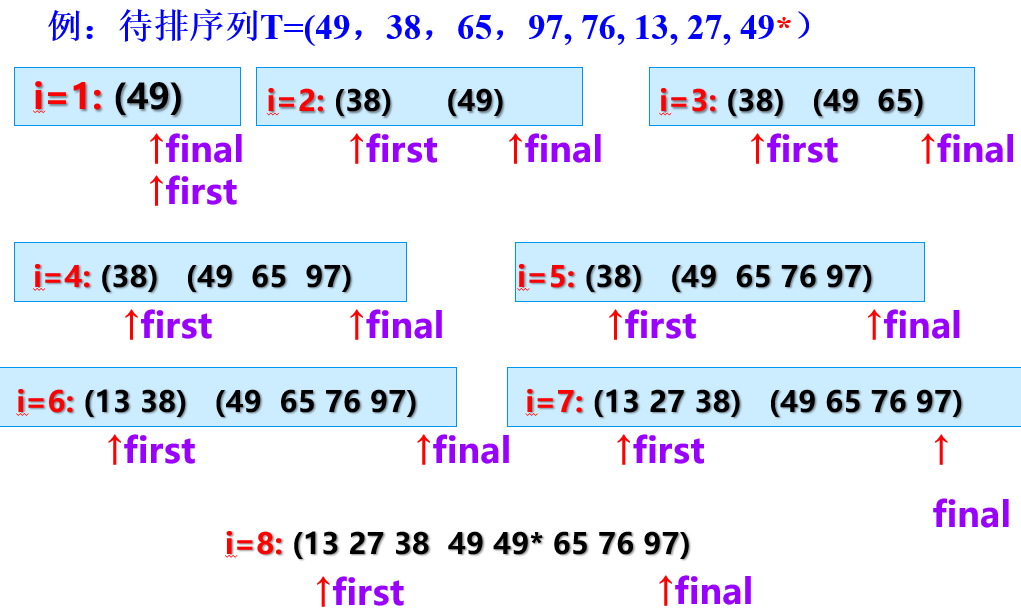 例：待排序列T=(49，38，65，97, 76, 13, 27, 49*）
i=1: (49)
↑final
↑first
i=2: (38) (49)
↑first ↑final
i=3: (38) (49 65)
↑first ↑final
i=4: (38) (49 65 97)
↑first ↑final
i=5: (38) (49 65 76 97)
↑first ↑final
i=6: (13 38) (49 65 76 97)
↑first ↑final
i=7: (13 27 38) (49 65 76 97)
↑first ↑
final
i=8: (13 27 38 49 49* 65 76 97)
↑first ↑final